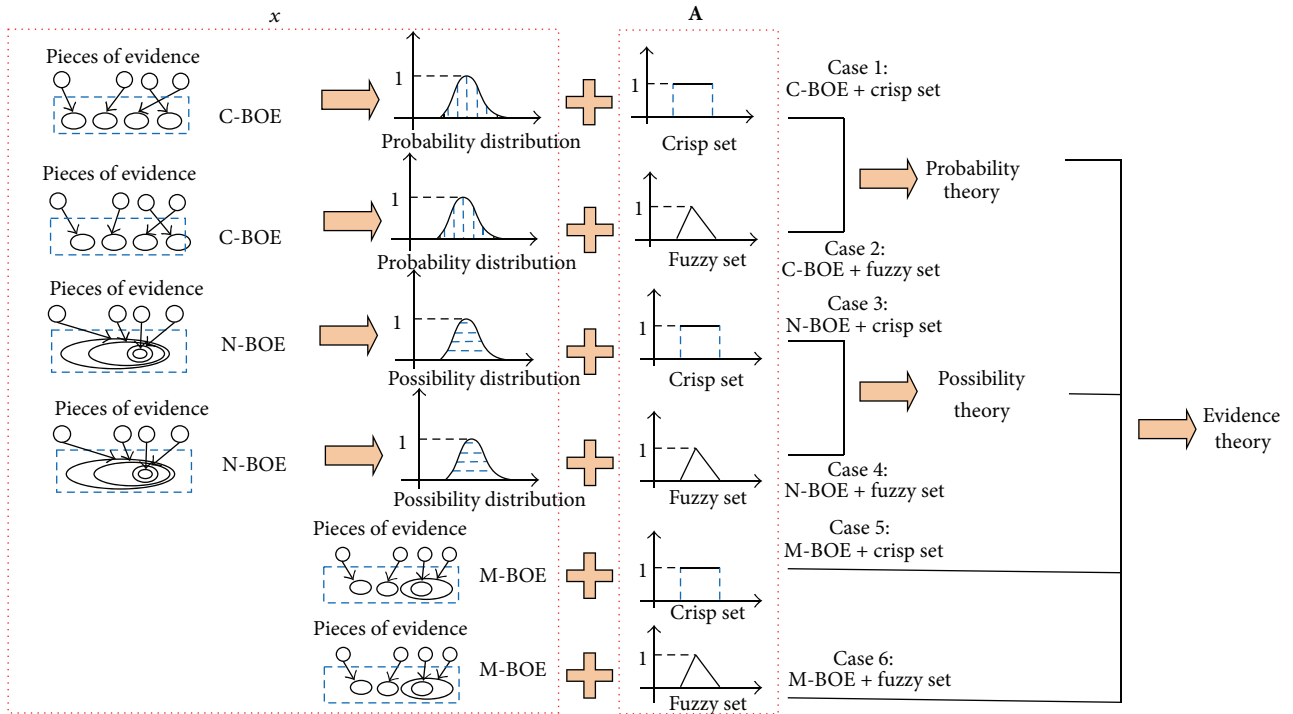 x
A
Pieces of evidence
C-BOE
1
Probability distribution
1
Crisp set
Case 1:
C-BOE + crisp set
Pieces of evidence
C-BOE
1
Probability distribution
1
Fuzzy set
Case 2:
C-BOE + fuzzy set
Probability
theory
Pieces of evidence
N-BOE
1
Possibility distribution
1
Crisp set
Case 3:
N-BOE + crisp set
Pieces of evidence
N-BOE
1
Possibility distribution
1
Fuzzy set
Case 4:
N-BOE + fuzzy set
Possibility
theory
Evidence
theory
Pieces of evidence
M-BOE
1
Crisp set
Case 5:
M-BOE + crisp set
Pieces of evidence
M-BOE
1
Fuzzy set
Case 6:
M-BOE + fuzzy set